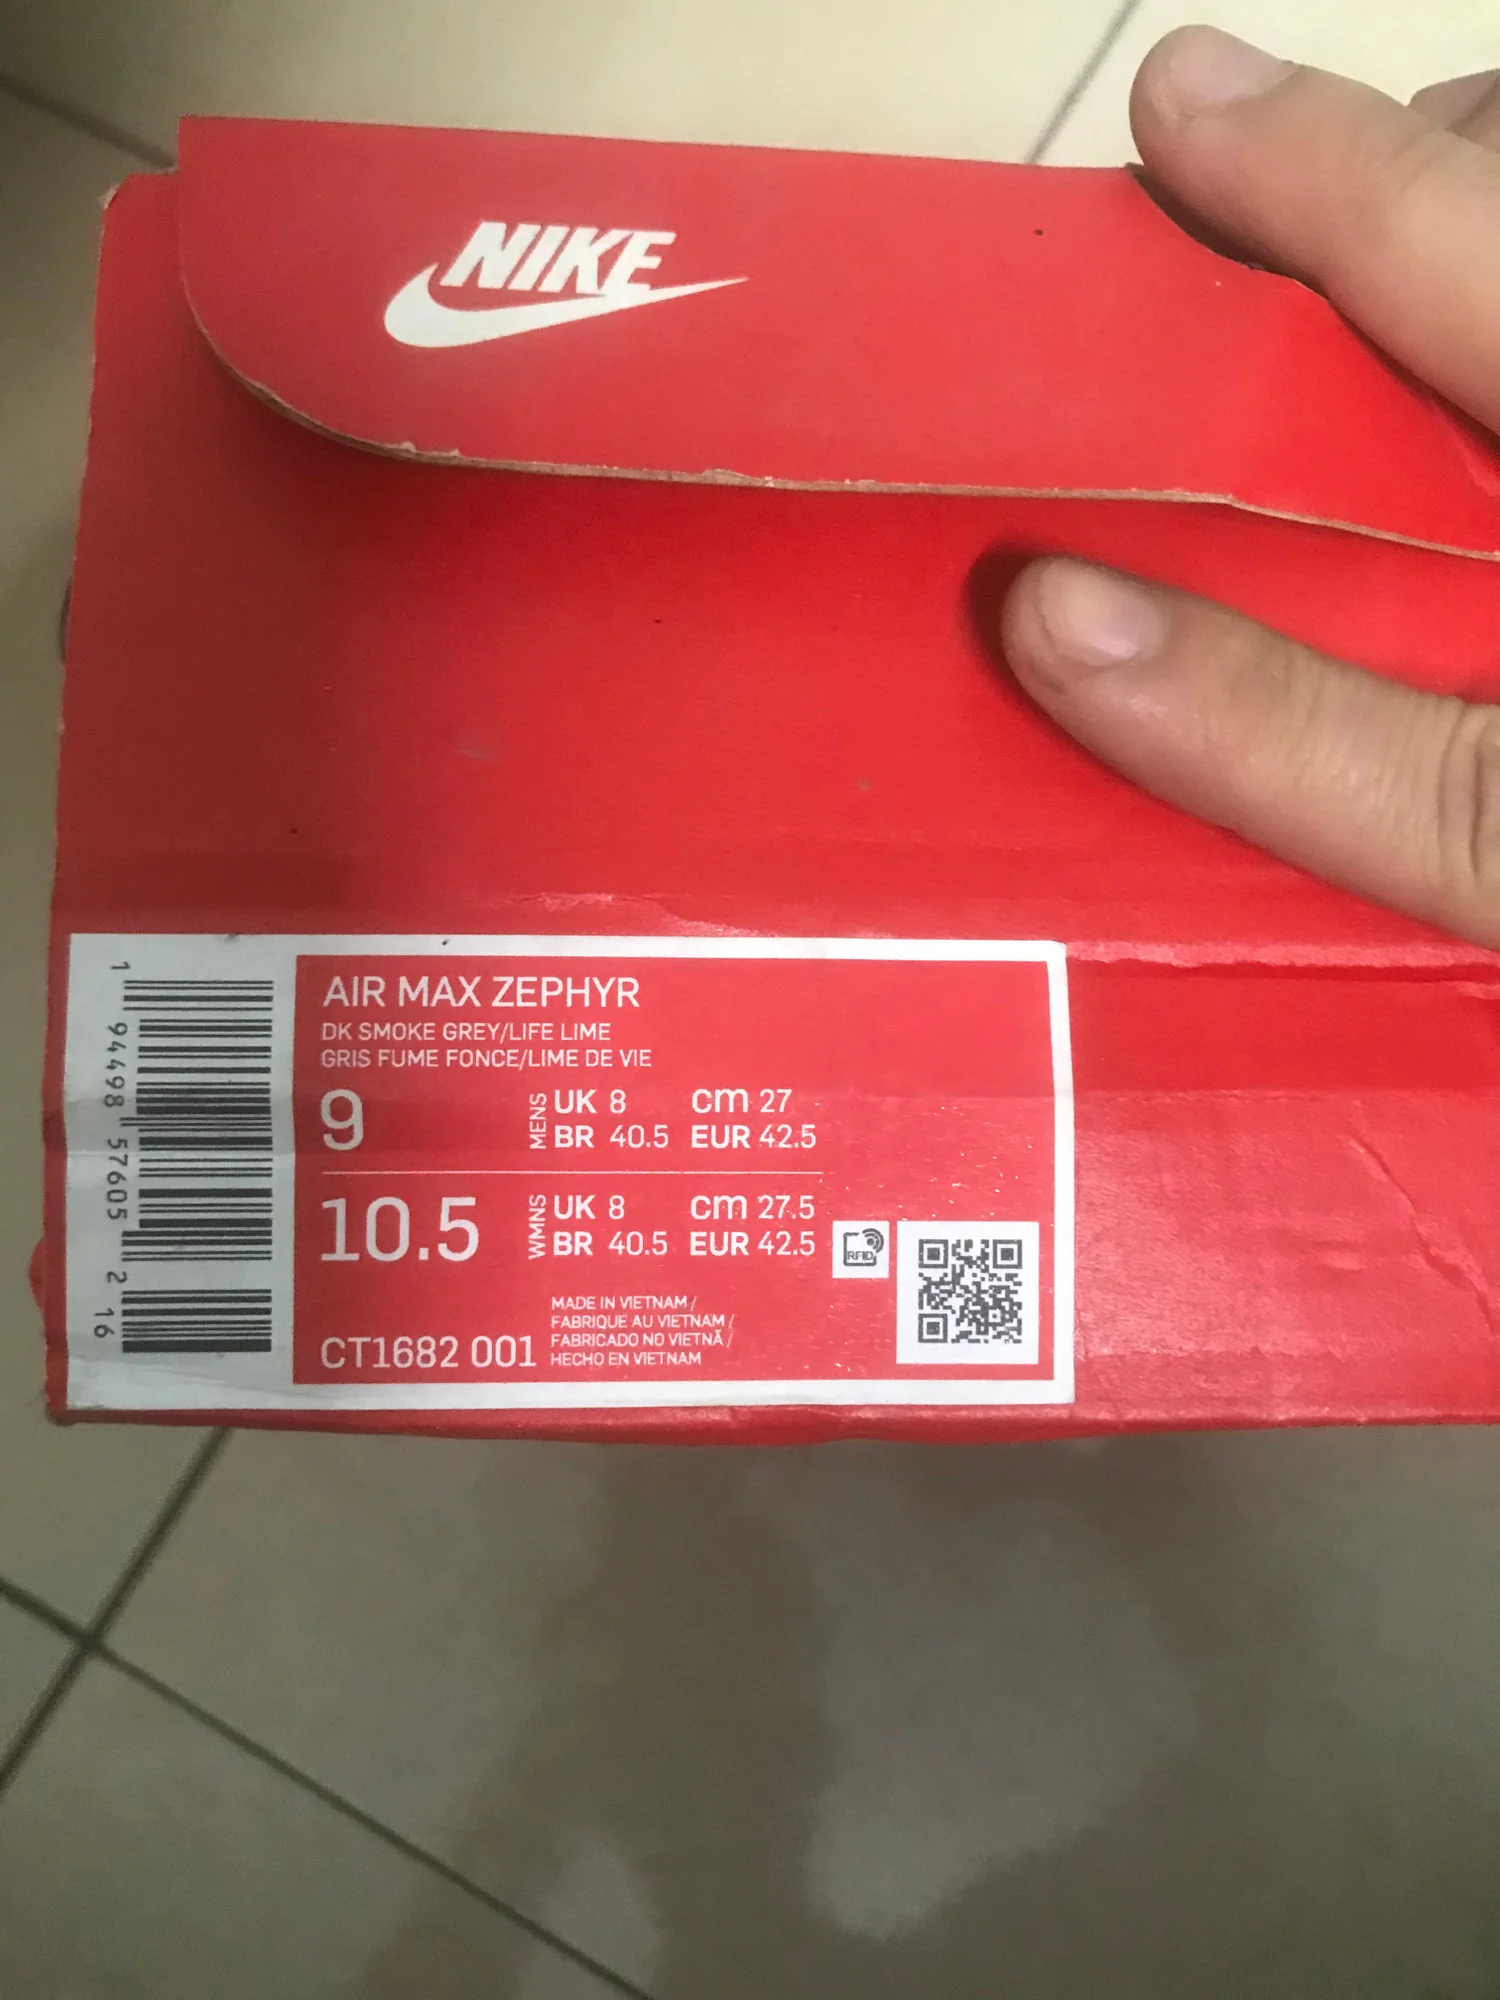 NIKE
AIR MAX ZEPHYR
DK SMOKE GREY/LIFE LIME
GRIS FUME FONCE/LIME DE VIE
9 MENS UK 8 cm 27
BR 40.5 EUR 42.5
10.5 WMNS UK 8 cm 27.5
BR 40.5 EUR 42.5
RFID
MADE IN VIETNAM /
FABRIQUE AU VIETNAM /
FABRICADO NO VIETNÃ /
HECHO EN VIETNAM
CT1682 001
1 94498 57605 2 16